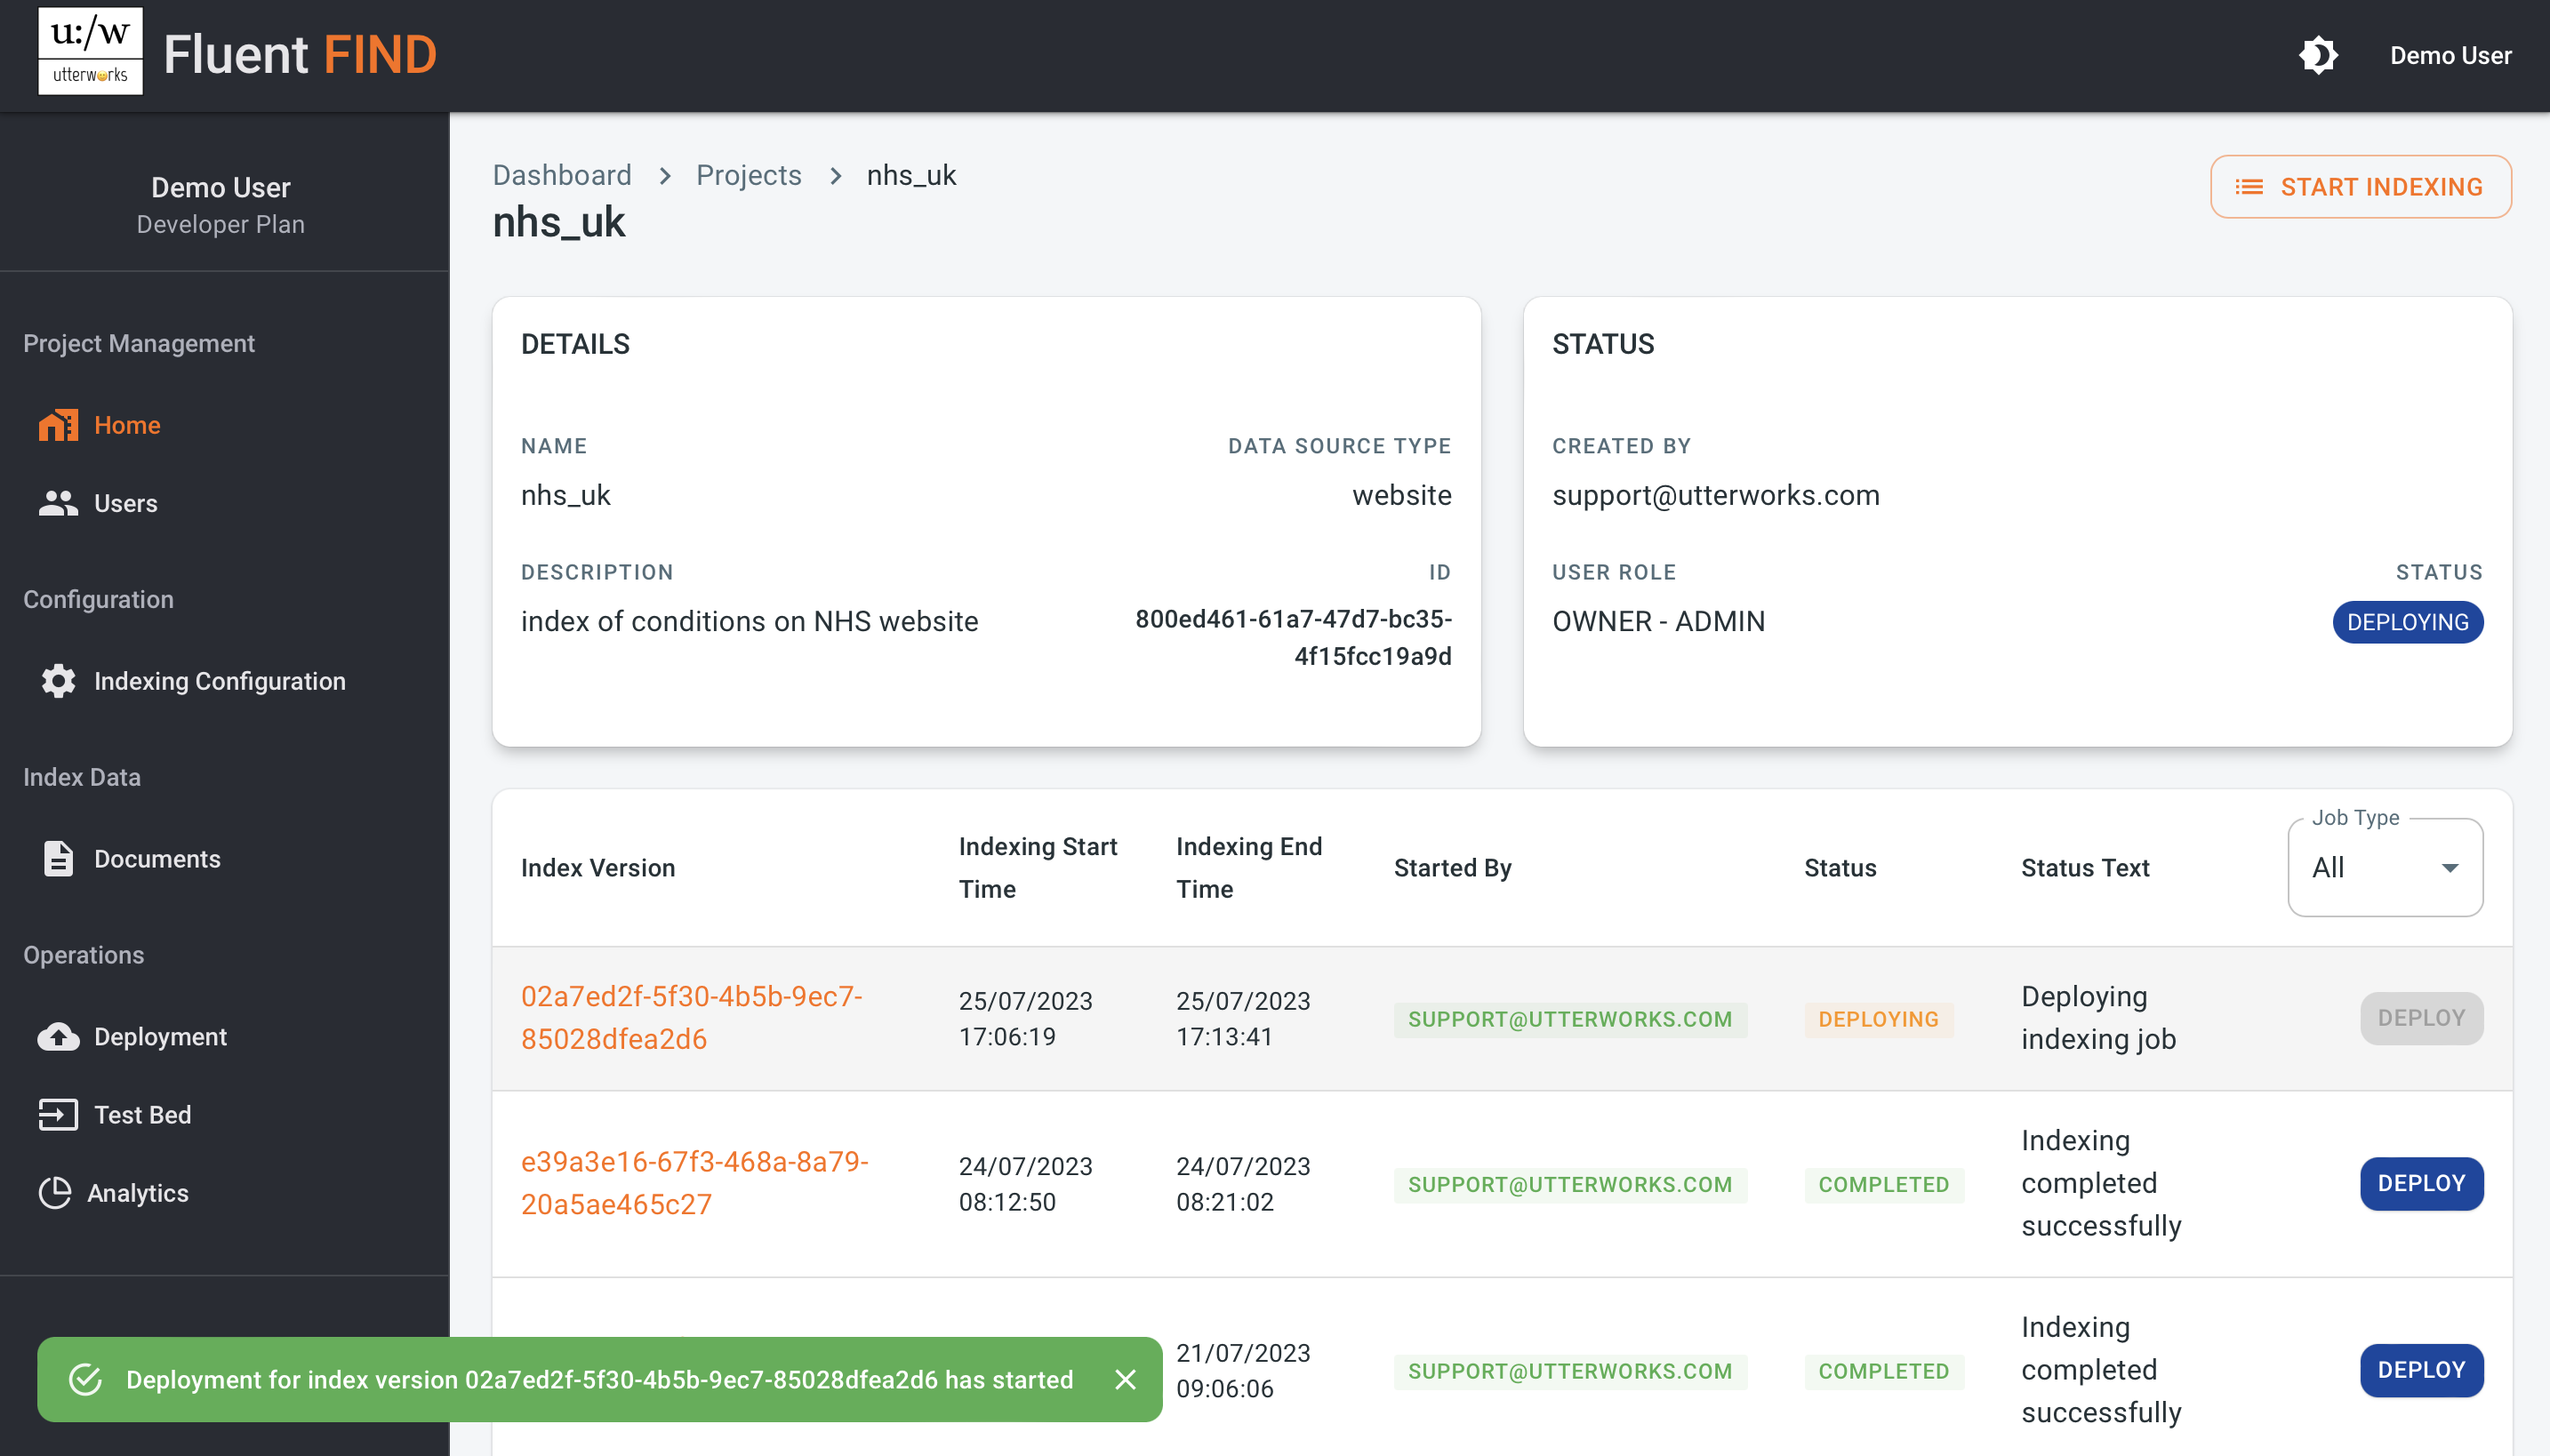 u:/w
utterworks
Fluent FIND
Demo User
Demo User
Developer Plan
Project Management
Home
Users
Configuration
Indexing Configuration
Index Data
Documents
Operations
Deployment
Test Bed
Analytics
Dashboard > Projects > nhs_uk
nhs_uk
START INDEXING
DETAILS
NAME
DATA SOURCE TYPE
nhs_uk
website
DESCRIPTION
ID
index of conditions on NHS website
800ed461-61a7-47d7-bc35-
4f15fcc19a9d
STATUS
CREATED BY
support@utterworks.com
USER ROLE
STATUS
OWNER - ADMIN
DEPLOYING
Index Version
Indexing Start
Time
Indexing End
Time
Started By
Status
Status Text
Job Type
All
02a7ed2f-5f30-4b5b-9ec7-
85028dfea2d6
25/07/2023
17:06:19
25/07/2023
17:13:41
SUPPORT@UTTERWORKS.COM
DEPLOYING
Deploying
indexing job
DEPLOY
e39a3e16-67f3-468a-8a79-
20a5ae465c27
24/07/2023
08:12:50
24/07/2023
08:21:02
SUPPORT@UTTERWORKS.COM
COMPLETED
Indexing
completed
successfully
DEPLOY
21/07/2023
09:06:06
SUPPORT@UTTERWORKS.COM
COMPLETED
Indexing
completed
successfully
DEPLOY
Deployment for index version 02a7ed2f-5f30-4b5b-9ec7-85028dfea2d6 has started